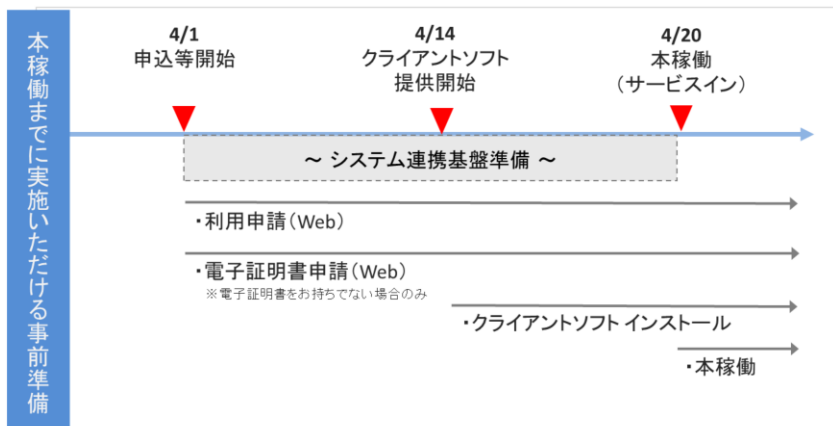 本稼働までに実施いただける事前準備
4/1
申込等開始
4/14
クライアントソフト
提供開始
4/20
本稼働
（サービスイン）
～ システム連携基盤準備 ～
・利用申請（Web）
・電子証明書申請（Web）
※電子証明書をお持ちでない場合のみ
・クライアントソフト インストール
・本稼働